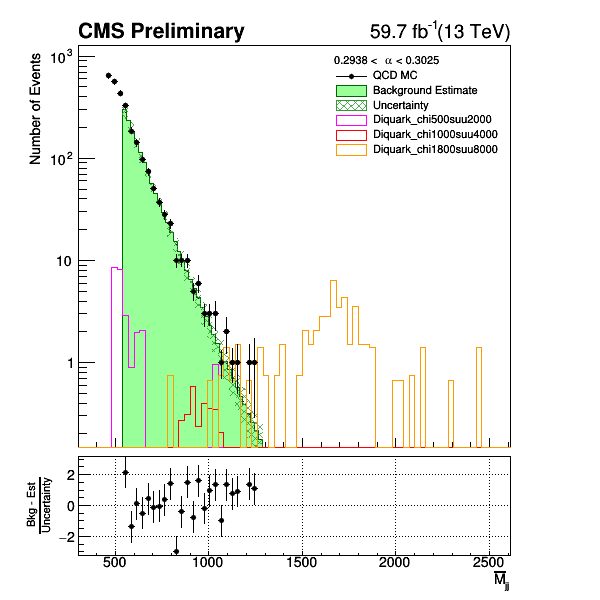 CMS Preliminary
59.7 fb⁻¹(13 TeV)
Number of Events
10³
10²
10
1
0.2938 < α < 0.3025
QCD MC
Background Estimate
Uncertainty
Diquark_chi500suu2000
Diquark_chi1000suu4000
Diquark_chi1800suu8000
Bkg - Est
Uncertainty
2
0
−2
500
1000
1500
2000
2500
M̅jj